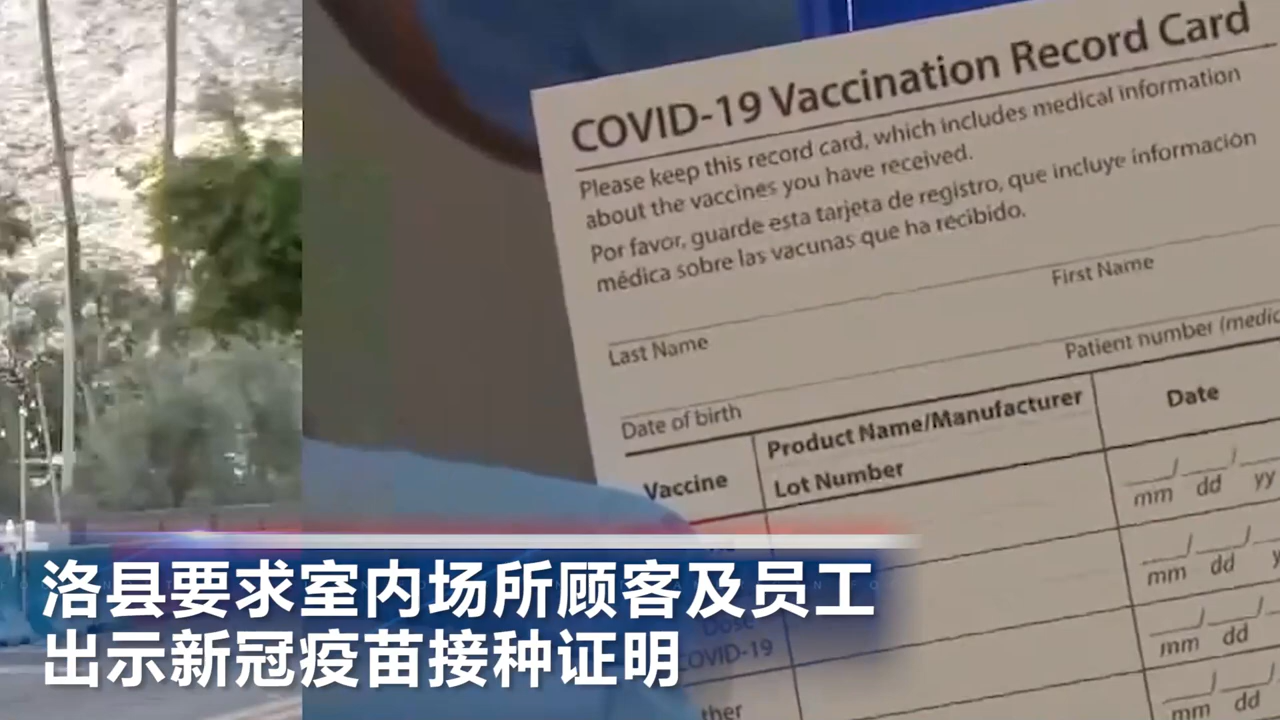 COVID-19 Vaccination Record Card
Please keep this record card, which includes medical information
about the vaccines you have received.
Por favor, guarde esta tarjeta de registro, que incluye información
médica sobre las vacunas que ha recibido.
Last Name
First Name
Date of birth
Patient number (medic
Vaccine
Product Name/Manufacturer
Lot Number
Date
mm dd yy
mm dd y
Dose
COVID-19
mm dd
ther
mm dd
洛县要求室内场所顾客及员工
出示新冠疫苗接种证明